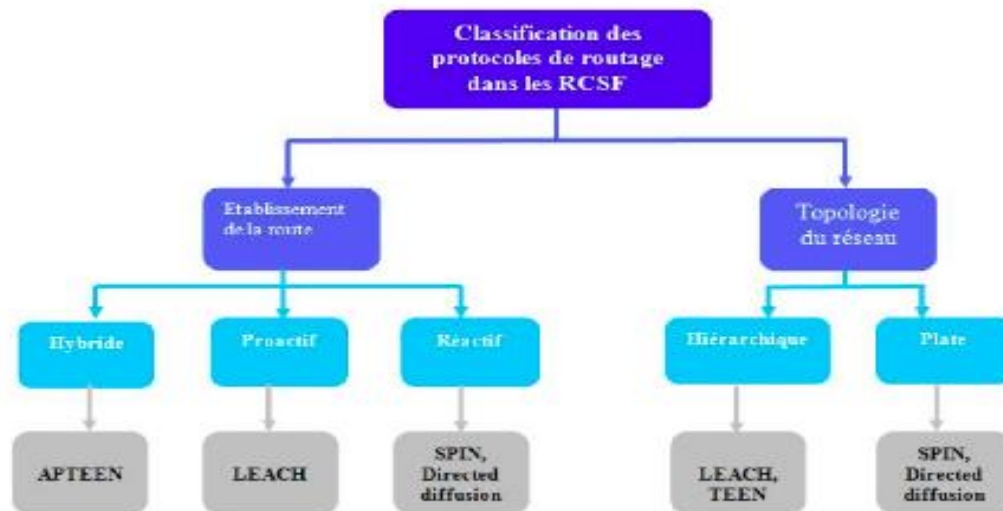 Classification des
protocoles de routage
dans les RCSF
Etablissement
de la route
Topologie
du réseau
Hybride
Proactif
Réactif
Hiérarchique
Plate
APTEEN
LEACH
SPIN,
Directed
diffusion
LEACH,
TEEN
SPIN,
Directed
diffusion